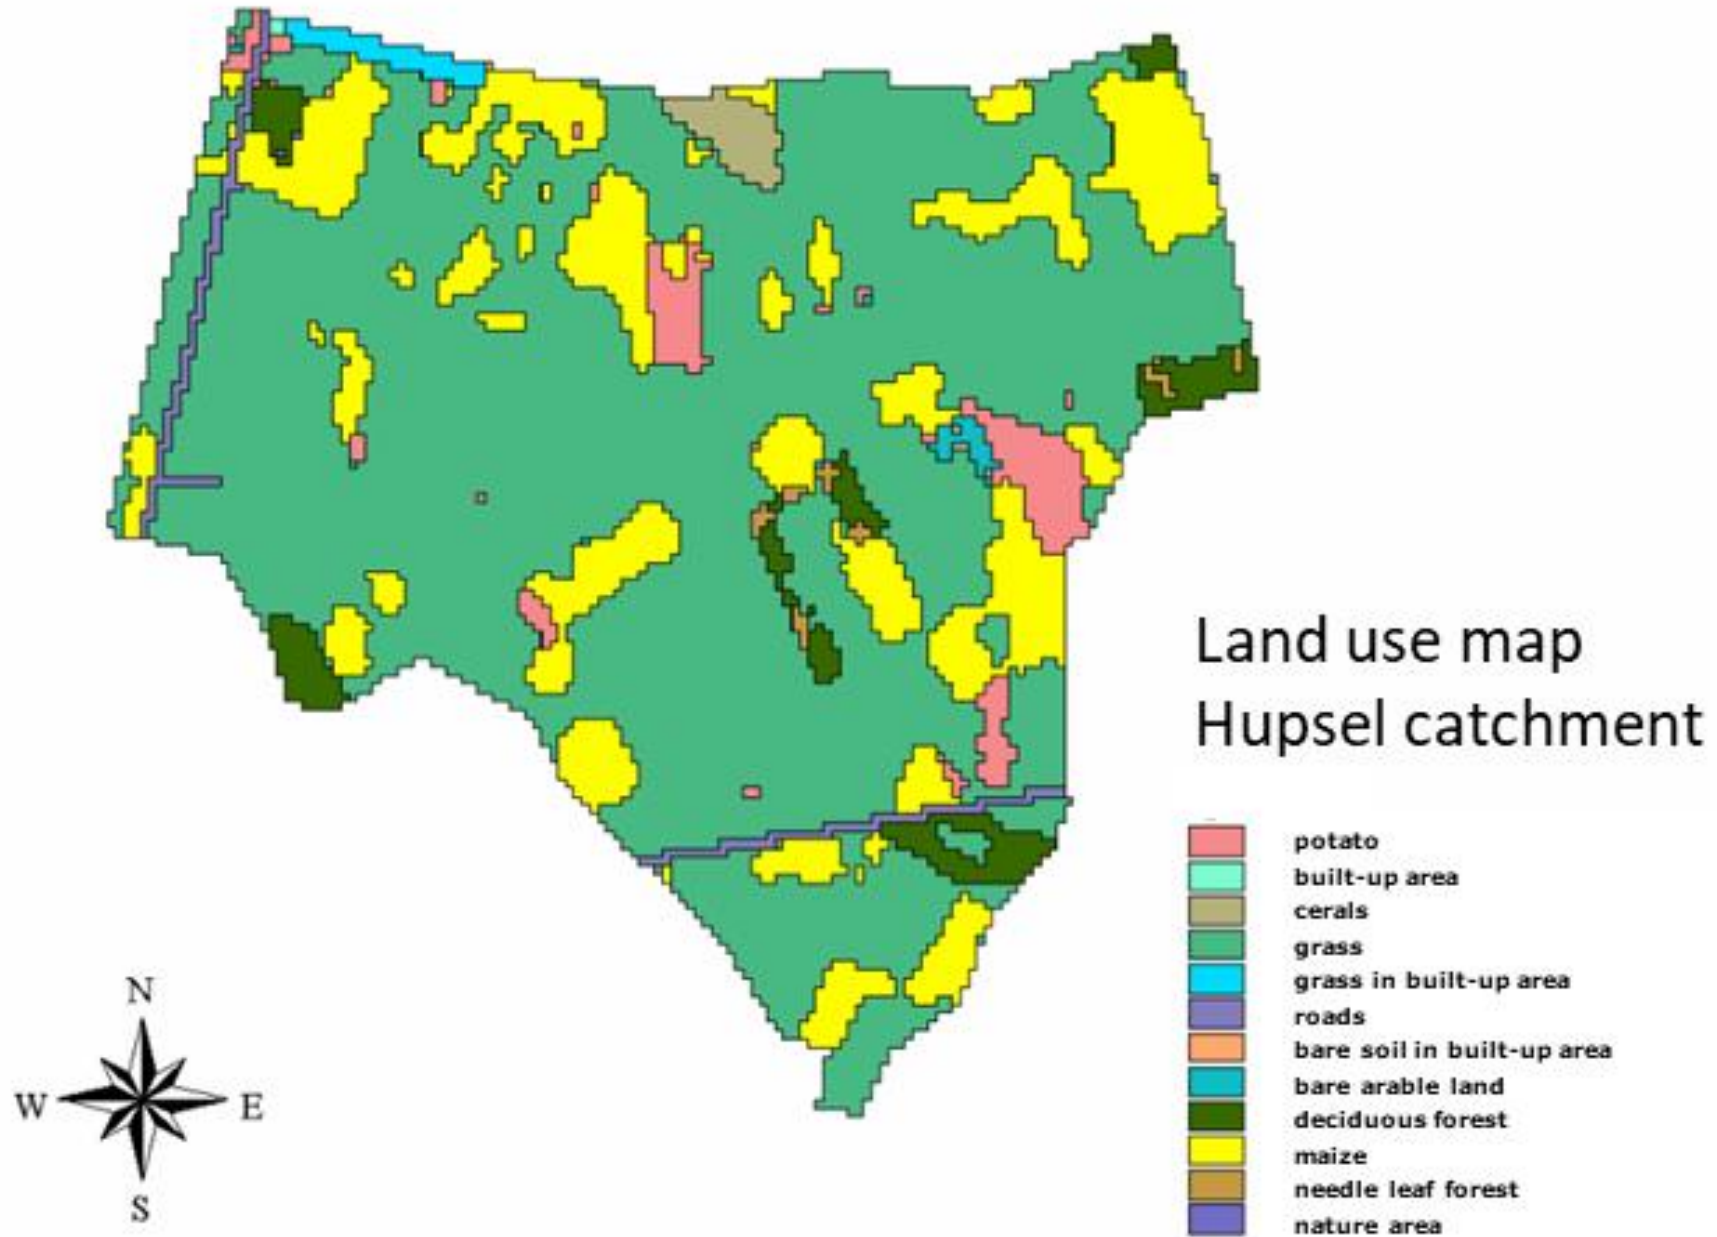 Land use map
Hupsel catchment
potato
built-up area
cerals
grass
grass in built-up area
roads
bare soil in built-up area
bare arable land
deciduous forest
maize
needle leaf forest
nature area
N
W E
S